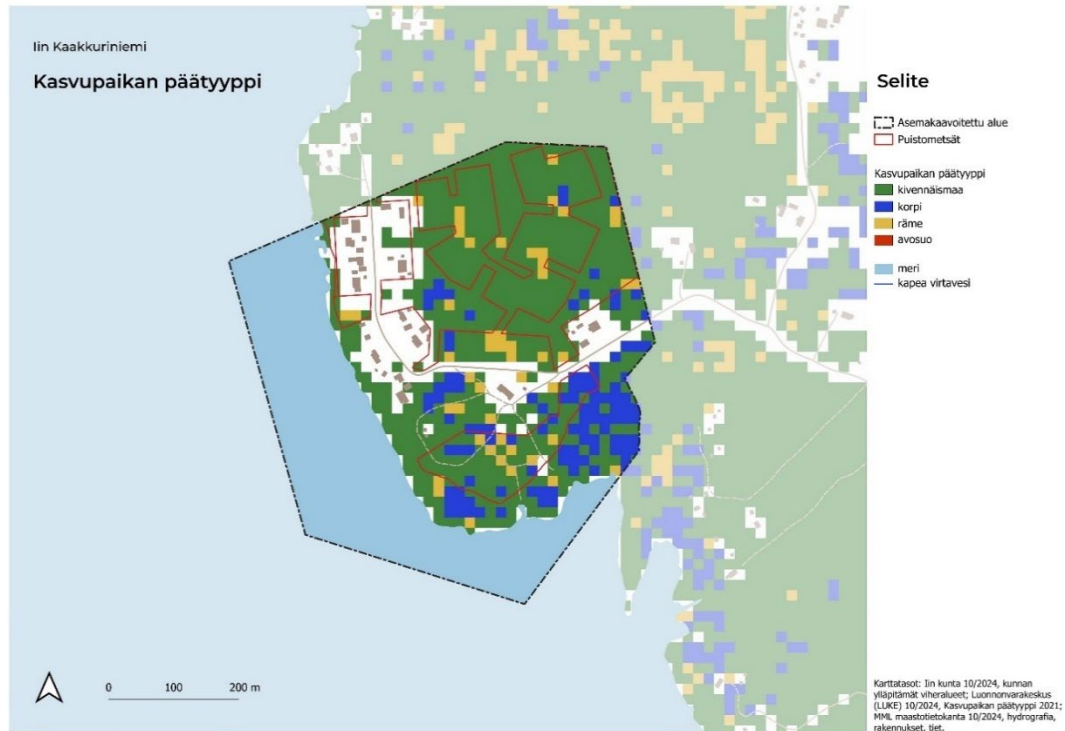 Iin Kaakkuriniemi
Kasvupaikan päätyyppi
Selite
Asemakaavoitettu alue
Puistometsät
Kasvupaikan päätyyppi
kivennäismaa
korpi
räme
avosuo
meri
kapea virtavesi
0 100 200 m
Karttatasot: Iin kunta 10/2024, kunnan
ylläpitämät viheralueet; Luonnonvarakeskus
(LUKE) 10/2024, Kasvupaikan päätyyppi 2021;
MML maastotietokanta 10/2024, hydrografia,
rakennukset, tiet.